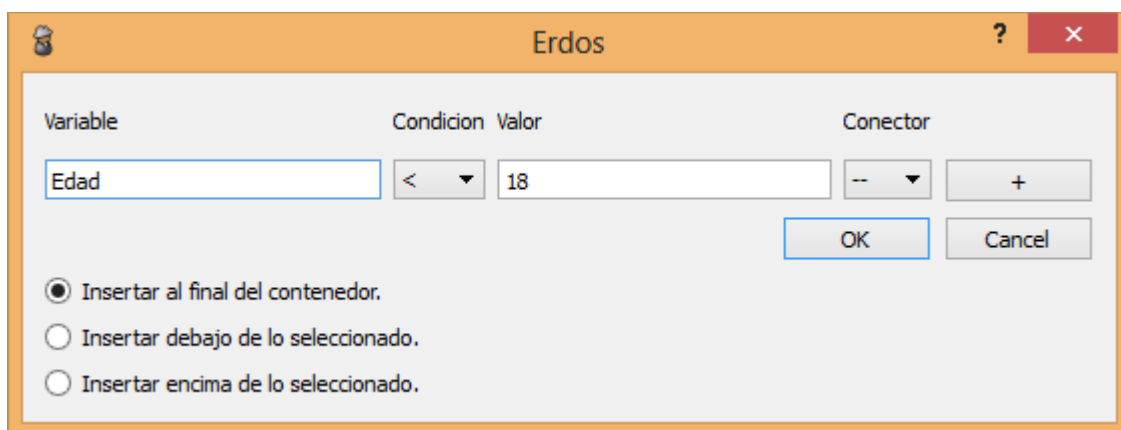 Erdos
?
×
Variable Condicion Valor Conector
Edad < 18 -- +
OK Cancel
Insertar al final del contenedor.
Insertar debajo de lo seleccionado.
Insertar encima de lo seleccionado.